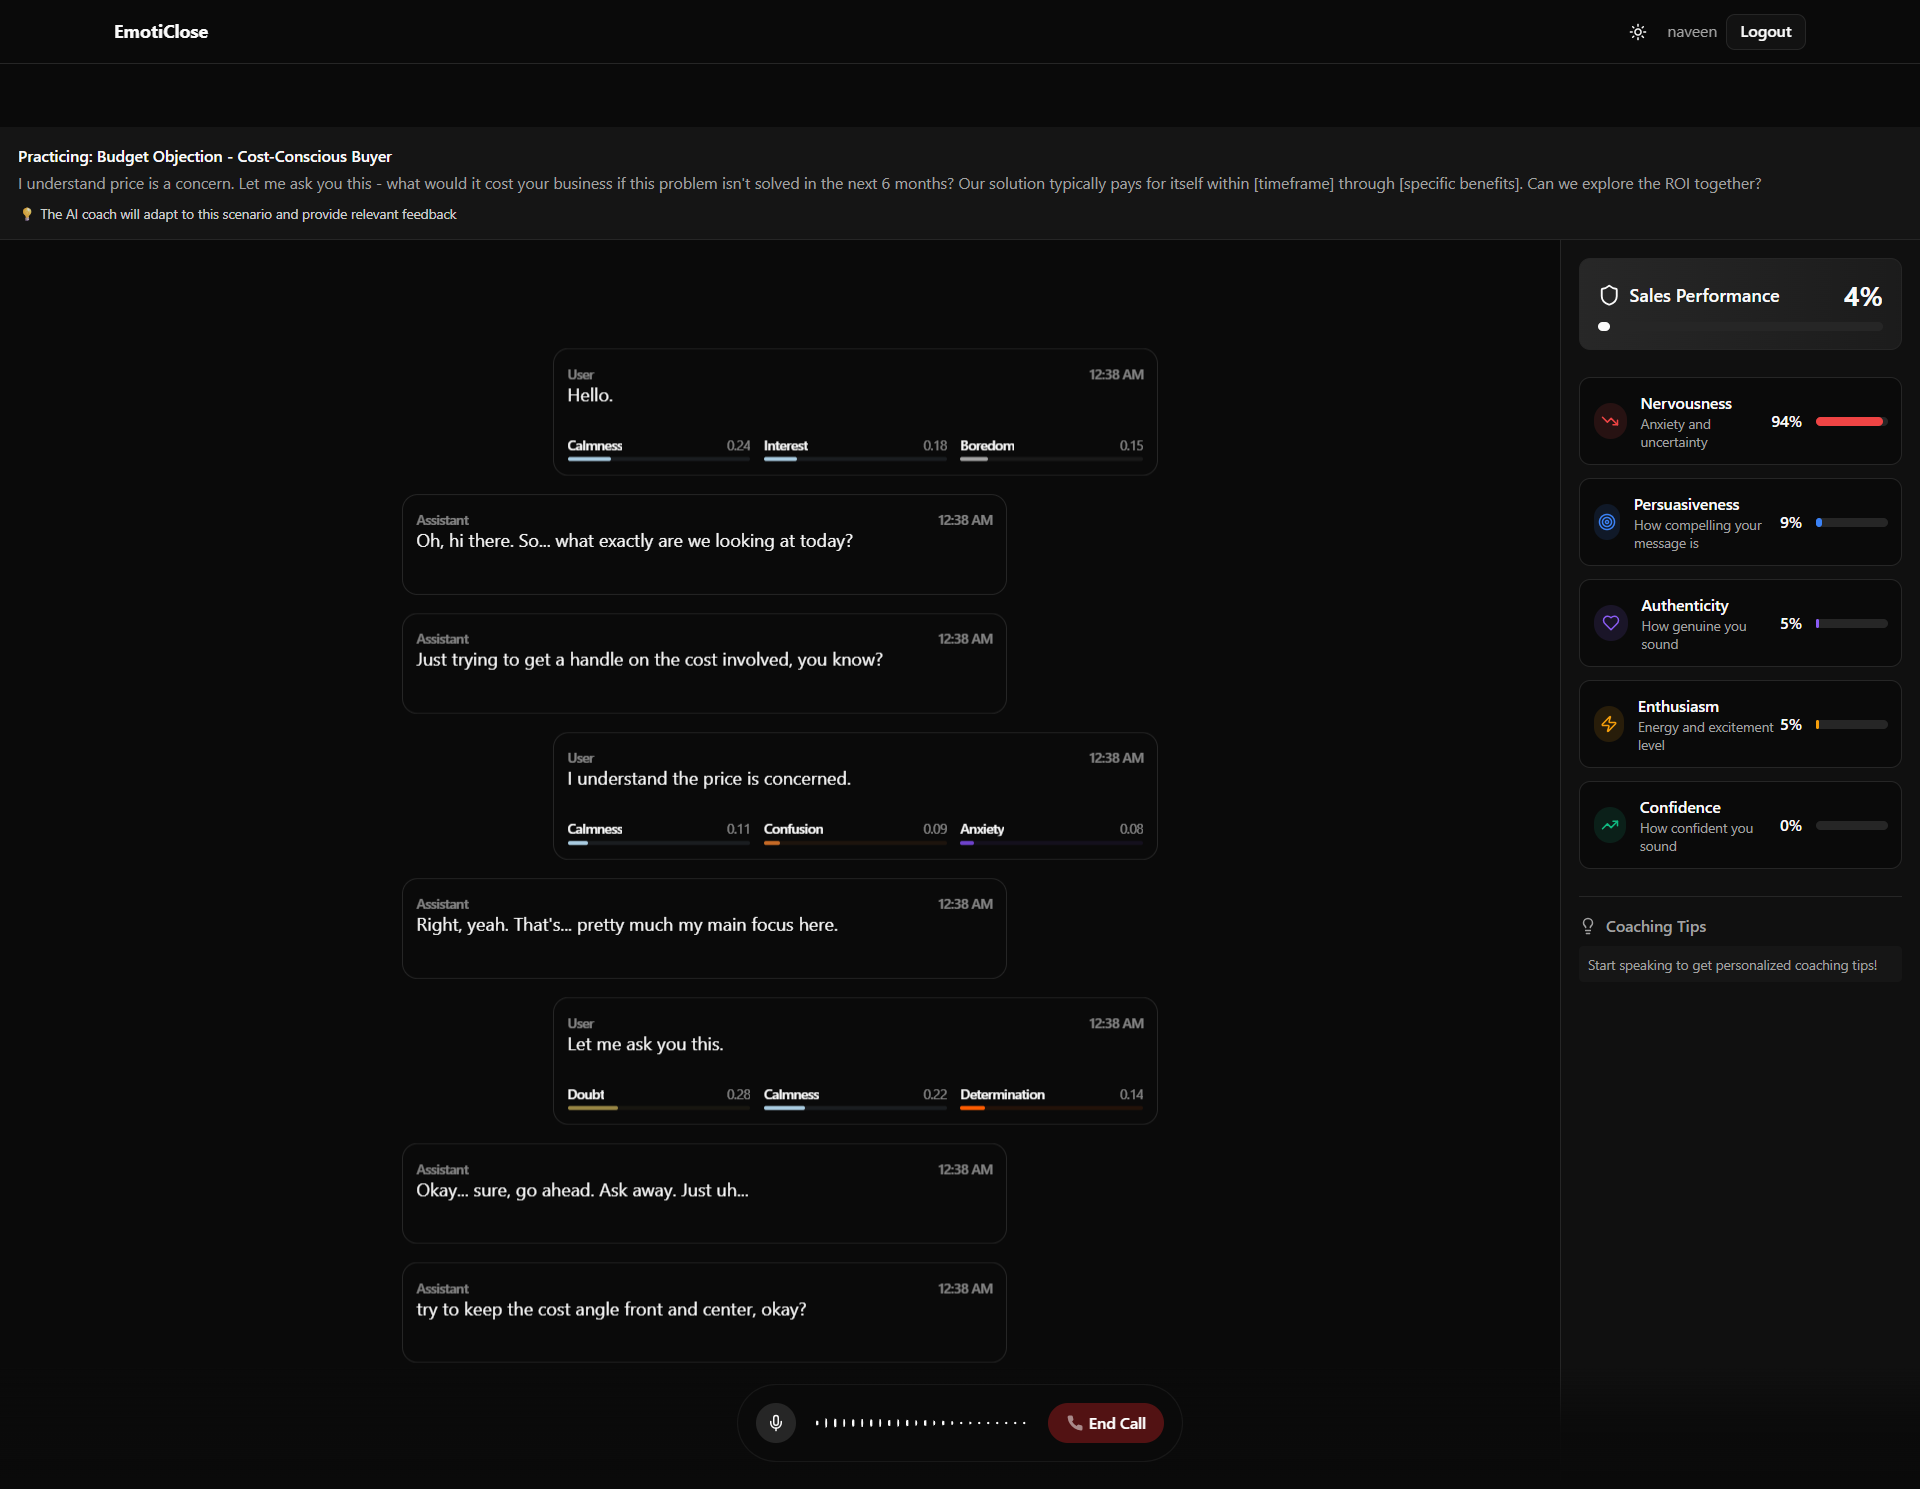 EmotiClose
naveen
Logout
Practicing: Budget Objection - Cost-Conscious Buyer
I understand price is a concern. Let me ask you this - what would it cost your business if this problem isn't solved in the next 6 months? Our solution typically pays for itself within [timeframe] through [specific benefits]. Can we explore the ROI together?
The AI coach will adapt to this scenario and provide relevant feedback
User 12:38 AM
Hello.
Calmness 0.24 Interest 0.18 Boredom 0.15
Assistant 12:38 AM
Oh, hi there. So... what exactly are we looking at today?
Assistant 12:38 AM
Just trying to get a handle on the cost involved, you know?
User 12:38 AM
I understand the price is concerned.
Calmness 0.11 Confusion 0.09 Anxiety 0.08
Assistant 12:38 AM
Right, yeah. That's... pretty much my main focus here.
User 12:38 AM
Let me ask you this.
Doubt 0.28 Calmness 0.22 Determination 0.14
Assistant 12:38 AM
Okay... sure, go ahead. Ask away. Just uh...
Assistant 12:38 AM
try to keep the cost angle front and center, okay?
End Call
Sales Performance 4%
Nervousness
Anxiety and
uncertainty
94%
Persuasiveness
How compelling your
message is
9%
Authenticity
How genuine you
sound
5%
Enthusiasm
Energy and excitement
level
5%
Confidence
How confident you
sound
0%
Coaching Tips
Start speaking to get personalized coaching tips!